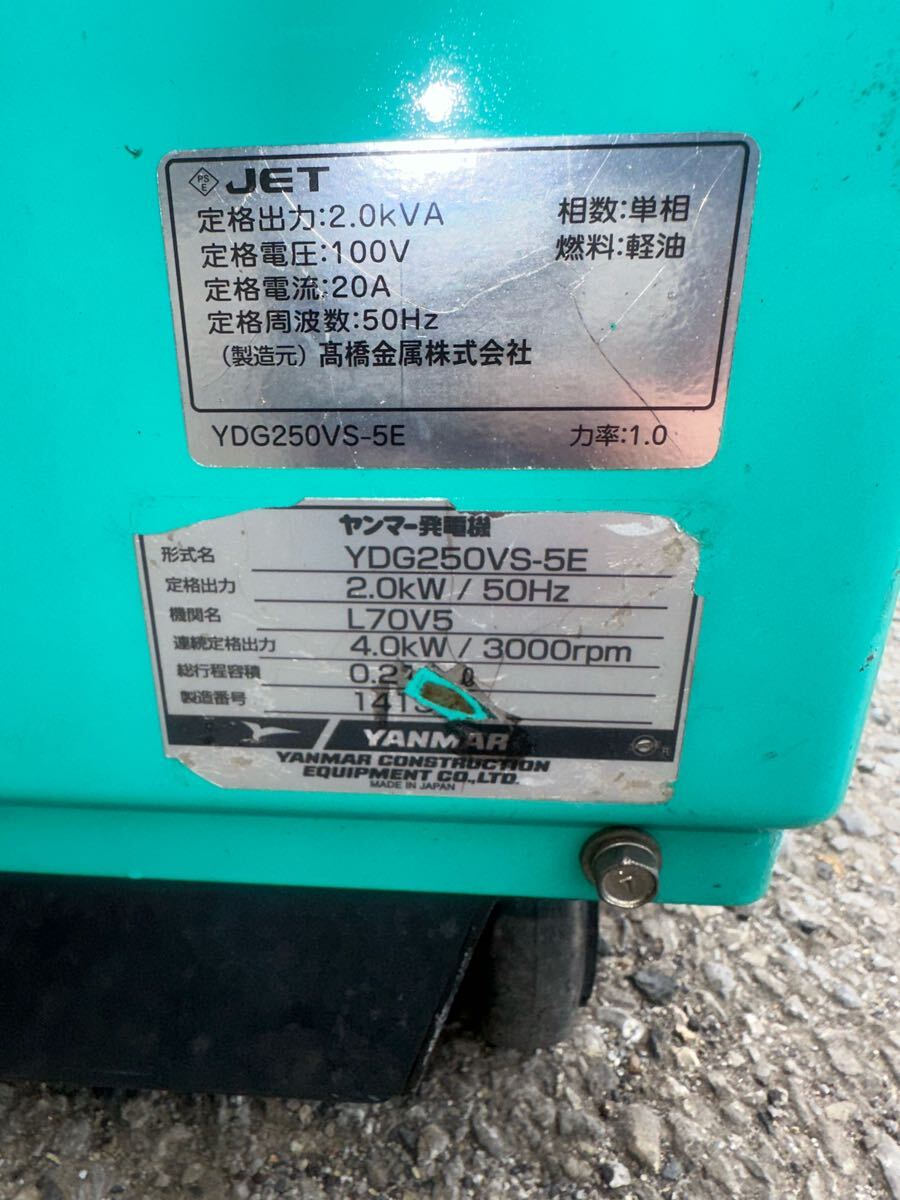 PS E JET
定格出力:2.0kVA 相数:単相
定格電圧:100V 燃料:軽油
定格電流:20A
定格周波数:50Hz
(製造元) 髙橋金属株式会社
YDG250VS-5E 力率:1.0
ヤンマー発電機
形式名 YDG250VS-5E
定格出力 2.0kW / 50Hz
機関名 L70V5
連続定格出力 4.0kW / 3000rpm
総行程容積 0.2 ℓ
製造番号 141
YANMAR
YANMAR CONSTRUCTION
EQUIPMENT CO.,LTD.
MADE IN JAPAN